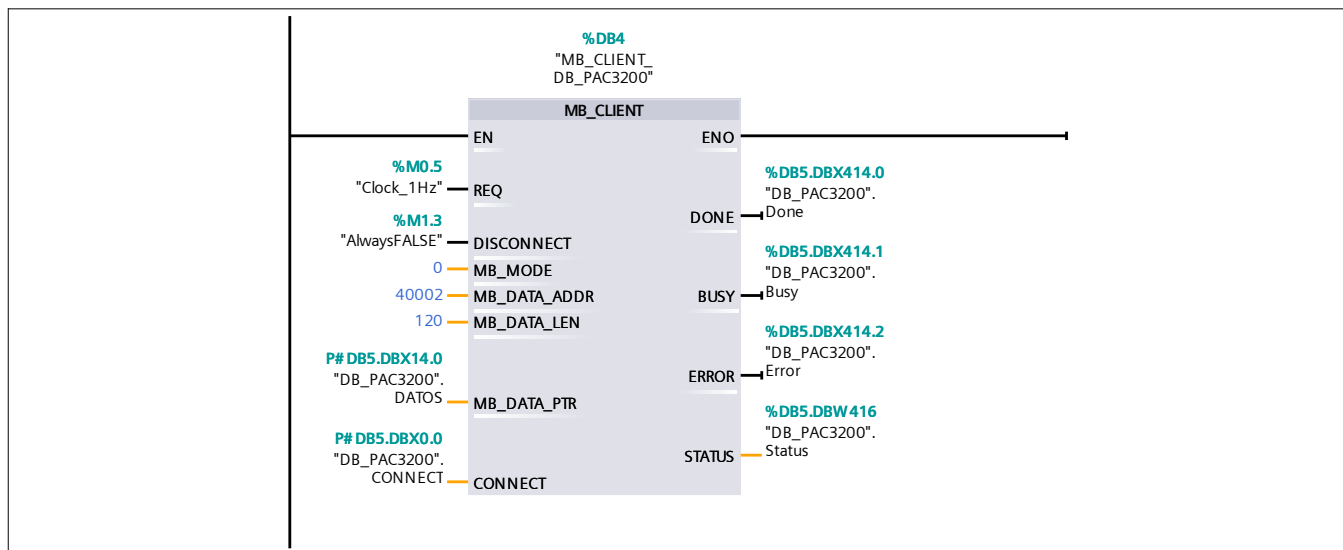 %DB4
"MB_CLIENT_
DB_PAC3200"
MB_CLIENT
EN
ENO
%M0.5
"Clock_1Hz"
REQ
%DB5.DBX414.0
"DB_PAC3200".
Done
DONE
%M1.3
"AlwaysFALSE"
DISCONNECT
0
MB_MODE
%DB5.DBX414.1
"DB_PAC3200".
Busy
BUSY
40002
MB_DATA_ADDR
120
MB_DATA_LEN
%DB5.DBX414.2
"DB_PAC3200".
Error
ERROR
P#DB5.DBX14.0
"DB_PAC3200".
DATOS
MB_DATA_PTR
%DB5.DBW416
"DB_PAC3200".
Status
STATUS
P#DB5.DBX0.0
"DB_PAC3200".
CONNECT
CONNECT